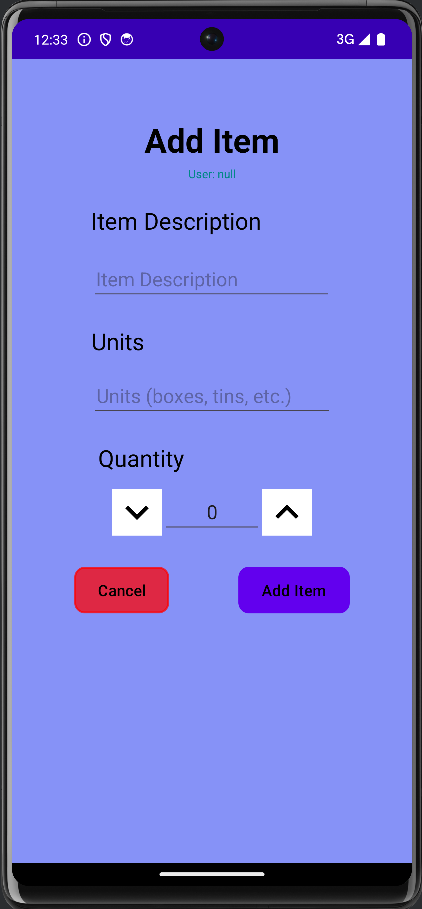 12:33 3G
Add Item
User: null
Item Description
Item Description
Units
Units (boxes, tins, etc.)
Quantity
0
Cancel Add Item